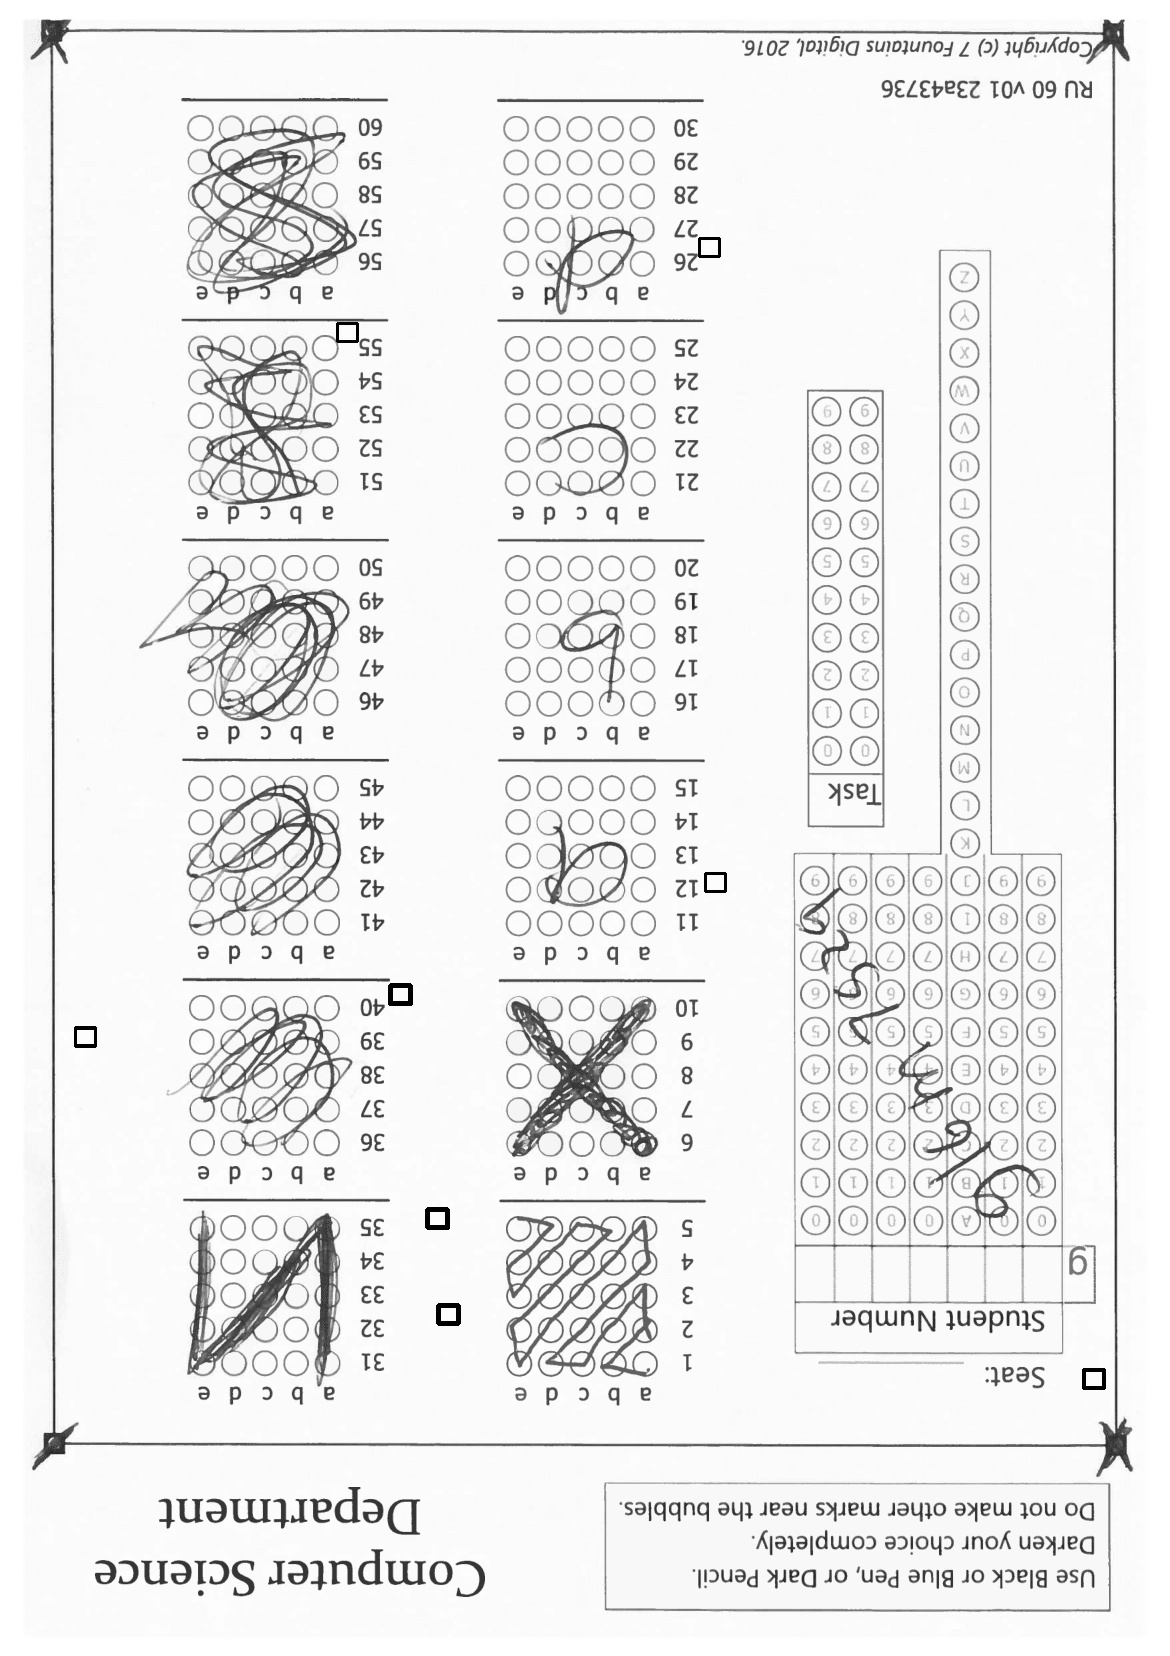 Use Black or Blue Pen, or Dark Pencil.
Darken your choice completely.
Do not make other marks near the bubbles.
Computer Science
Department
Seat:
Student Number
g
0 0 A 0 0 0 0
1 1 B 1 1 1 1
2 2 C 2 2 2 2
3 3 D 3 3 3 3
4 4 E 4 4 4 4
5 5 F 5 5 5 5
6 6 G 6 6 6 6
7 7 H 7 7 7 7
8 8 I 8 8 8 8
9 9 J 9 9 9 9
K
L
M
N
O
P
Q
R
S
T
U
V
W
X
Y
Z
Task
0 0
1 1
2 2
3 3
4 4
5 5
6 6
7 7
8 8
9 9
a b c d e
1
2
3
4
5
a b c d e
6
7
8
9
10
a b c d e
11
12
13
14
15
a b c d e
16
17
18
19
20
a b c d e
21
22
23
24
25
a b c d e
26
27
28
29
30
a b c d e
31
32
33
34
35
a b c d e
36
37
38
39
40
a b c d e
41
42
43
44
45
a b c d e
46
47
48
49
50
a b c d e
51
52
53
54
55
a b c d e
56
57
58
59
60
RU 60 v01 23a43736
Copyright (c) 7 Fountains Digital, 2016.